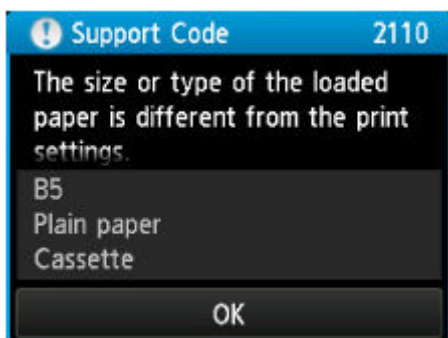 Support Code 2110
The size or type of the loaded
paper is different from the print
settings.
B5
Plain paper
Cassette
OK